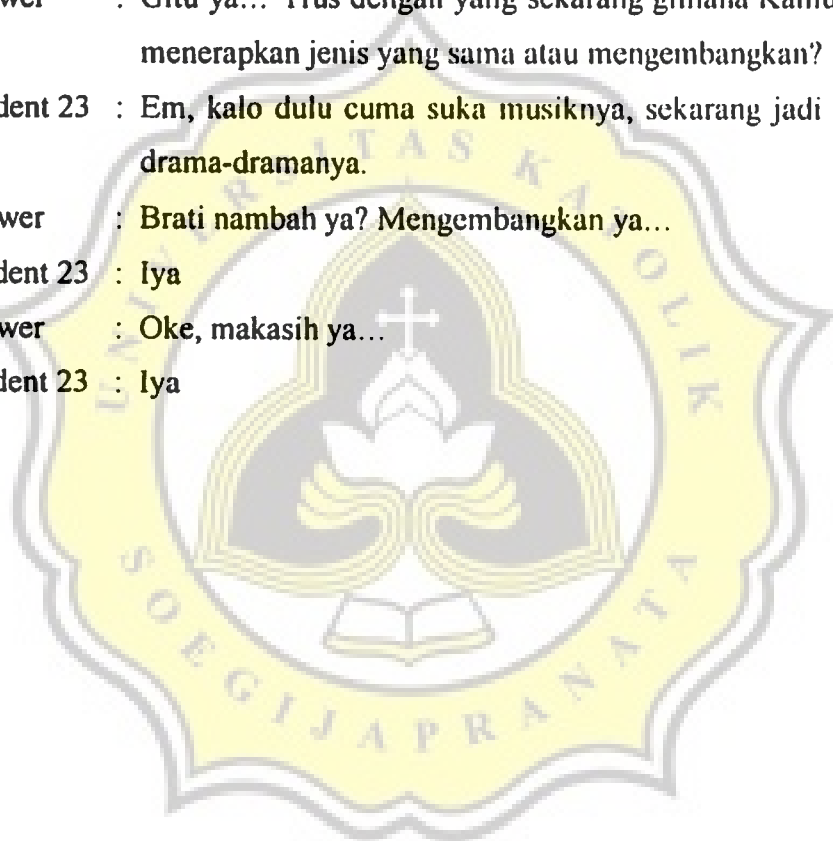 wer : Gitu ya... Trus dengan yang sekarang gimana Kamu
menerapkan jenis yang sama atau mengembangkan?
dent 23 : Em, kalo dulu cuma suka musiknya, sekarang jadi
drama-dramanya.
wer : Brati nambah ya? Mengembangkan ya...
dent 23 : Iya
wer : Oke, makasih ya...
dent 23 : Iya
UNIVERSITAS KATOLIK
SOEGIJAPRANATA